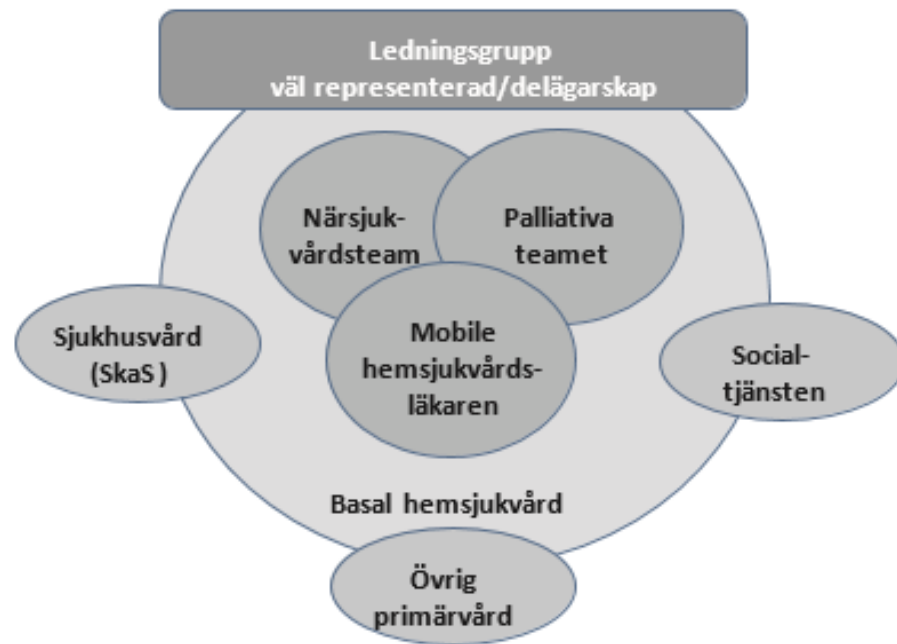 Ledningsgrupp
väl representerad/delägarskap
Närsjuk-
vårdsteam
Palliativa
teamet
Mobile
hemsjukvårds-
läkaren
Sjukhusvård
(SkaS)
Social-
tjänsten
Basal hemsjukvård
Övrig
primärvård